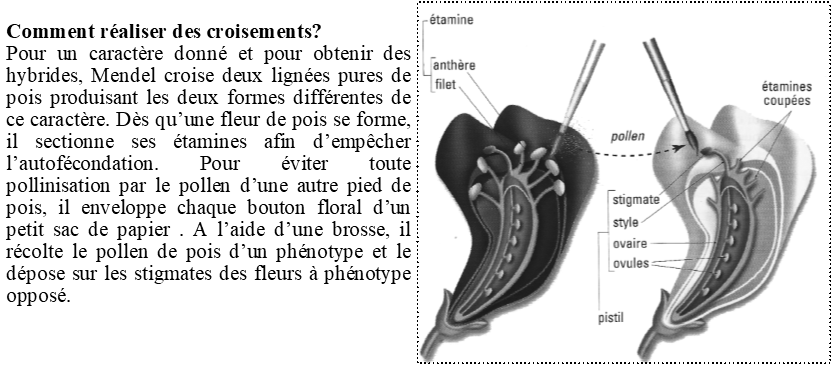 Comment réaliser des croisements?
Pour un caractère donné et pour obtenir des
hybrides, Mendel croise deux lignées pures de
pois produisant les deux formes différentes de
ce caractère. Dès qu’une fleur de pois se forme,
il sectionne ses étamines afin d’empêcher
l’autofécondation. Pour éviter toute
pollinisation par le pollen d’une autre pied de
pois, il enveloppe chaque bouton floral d’un
petit sac de papier . A l’aide d’une brosse, il
récolte le pollen de pois d’un phénotype et le
dépose sur les stigmates des fleurs à phénotype
opposé.
étamine
anthère
filet
pollen
étamines
coupées
stigmate
style
ovaire
ovules
pistil